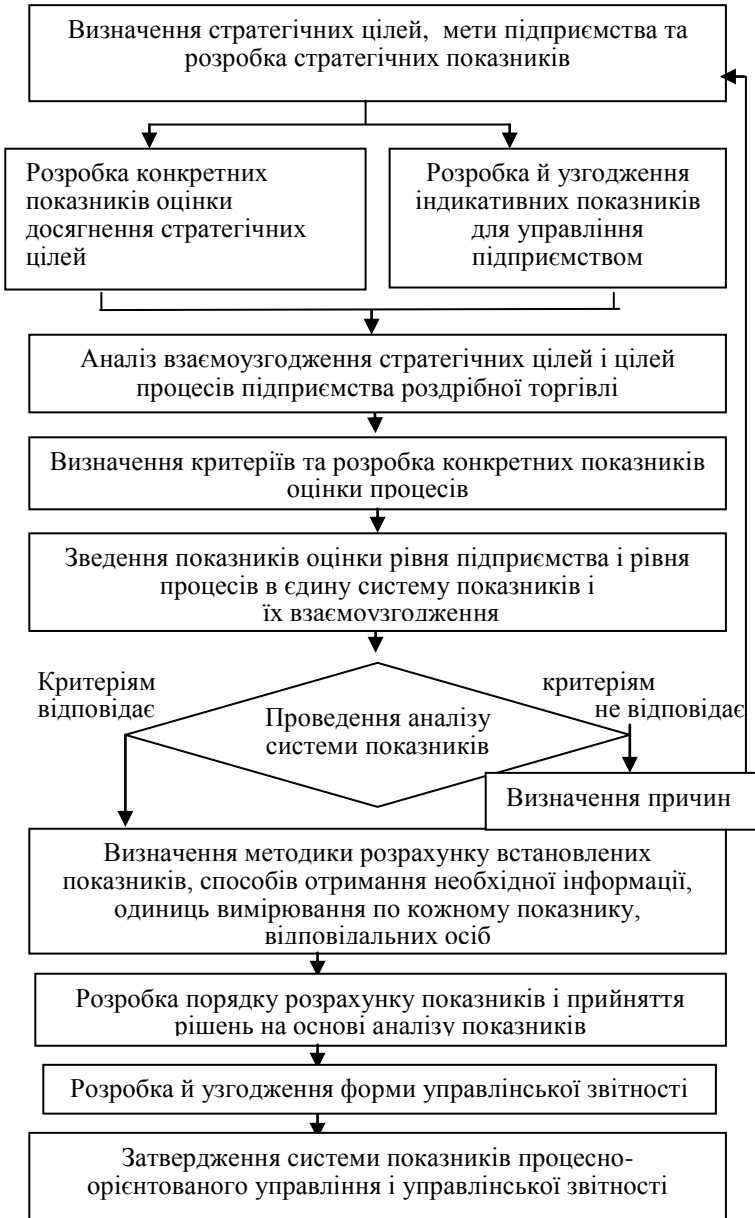 Визначення стратегічних цілей, мети підприємства та
розробка стратегічних показників
Розробка конкретних
показників оцінки
досягнення стратегічних
цілей
Розробка й узгодження
індикативних показників
для управління
підприємством
Аналіз взаємоузгодження стратегічних цілей і цілей
процесів підприємства роздрібної торгівлі
Визначення критеріїв та розробка конкретних показників
оцінки процесів
Зведення показників оцінки рівня підприємства і рівня
процесів в єдину систему показників і
їх взаємоузгодження
Критеріям
відповідає
критеріям
не відповідає
Проведення аналізу
системи показників
Визначення причин
Визначення методики розрахунку встановлених
показників, способів отримання необхідної інформації,
одиниць вимірювання по кожному показнику,
відповідальних осіб
Розробка порядку розрахунку показників і прийняття
рішень на основі аналізу показників
Розробка й узгодження форми управлінської звітності
Затвердження системи показників процесно-
орієнтованого управління і управлінської звітності